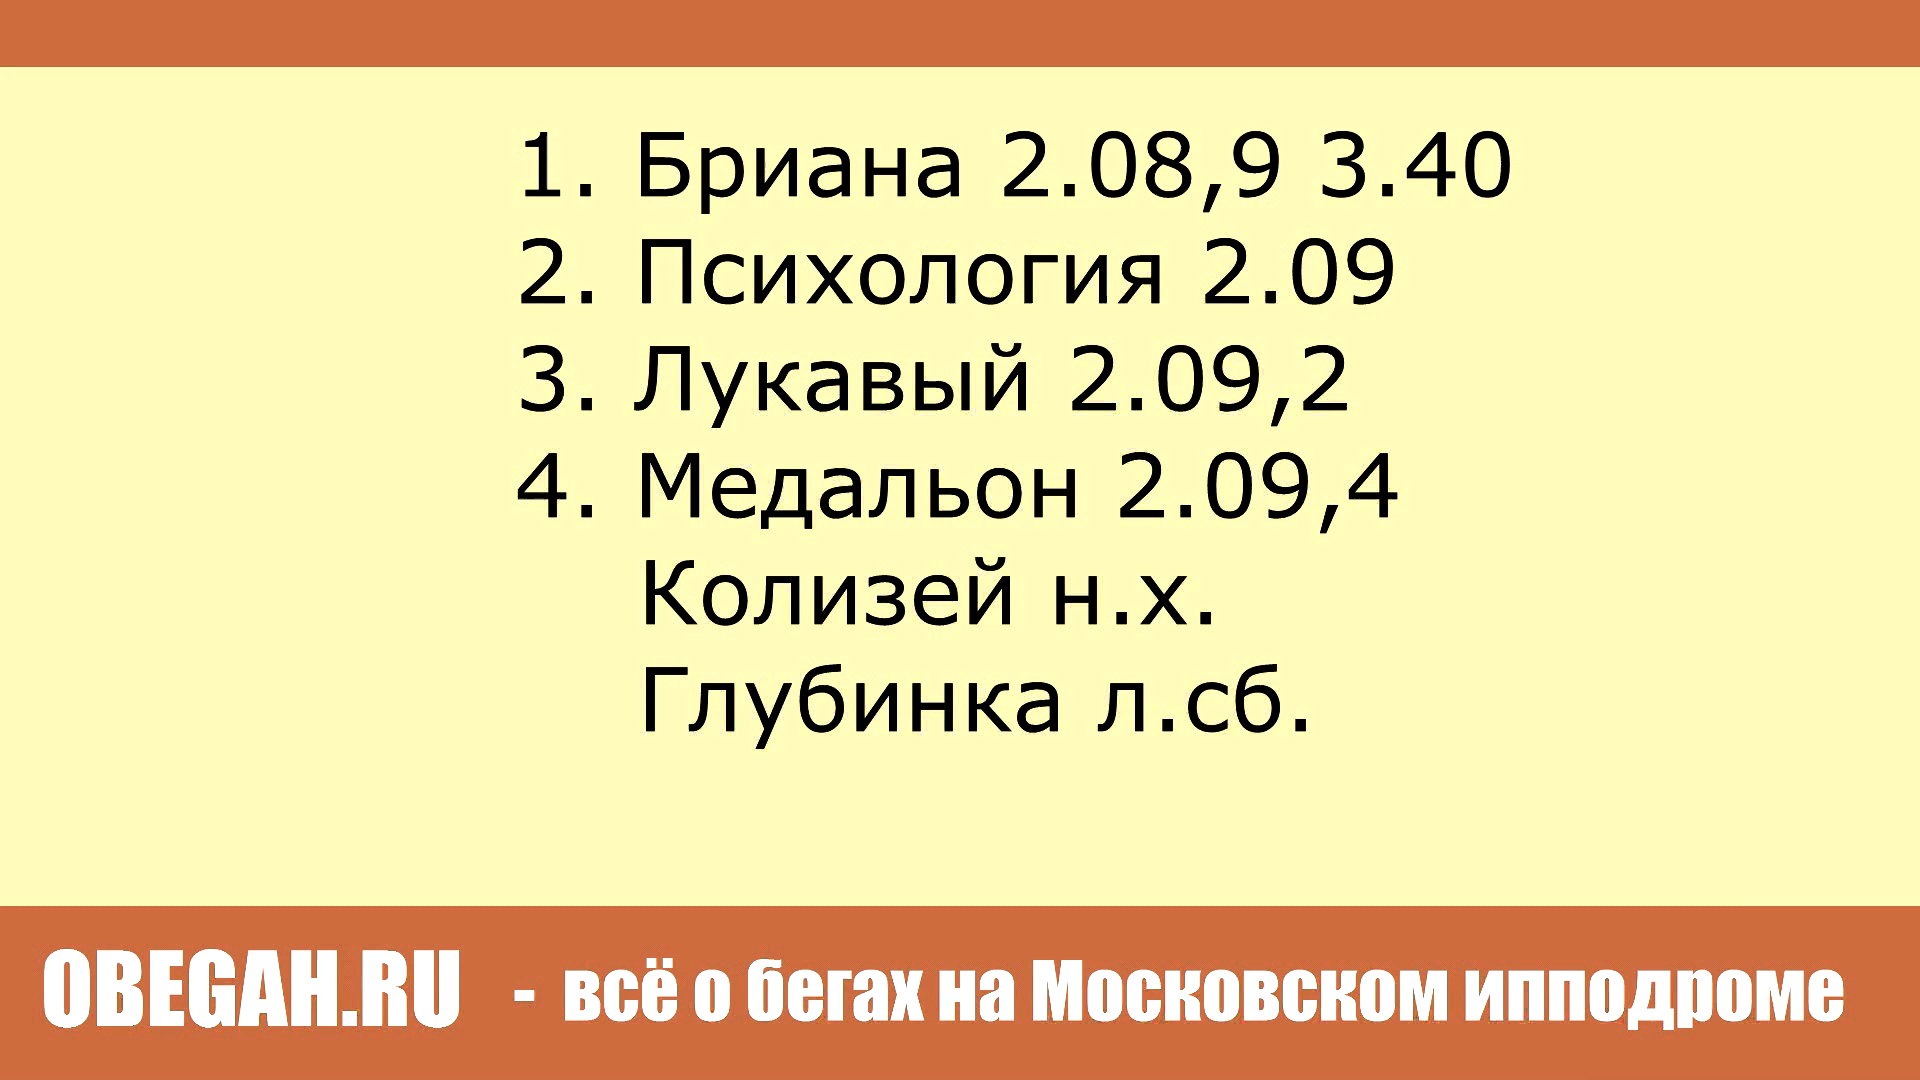 1. Бриана 2.08,9 3.40
2. Психология 2.09
3. Лукавый 2.09,2
4. Медальон 2.09,4
Колизей н.х.
Глубинка л.сб.
OBEGAH.RU - всё о бегах на Московском ипподроме